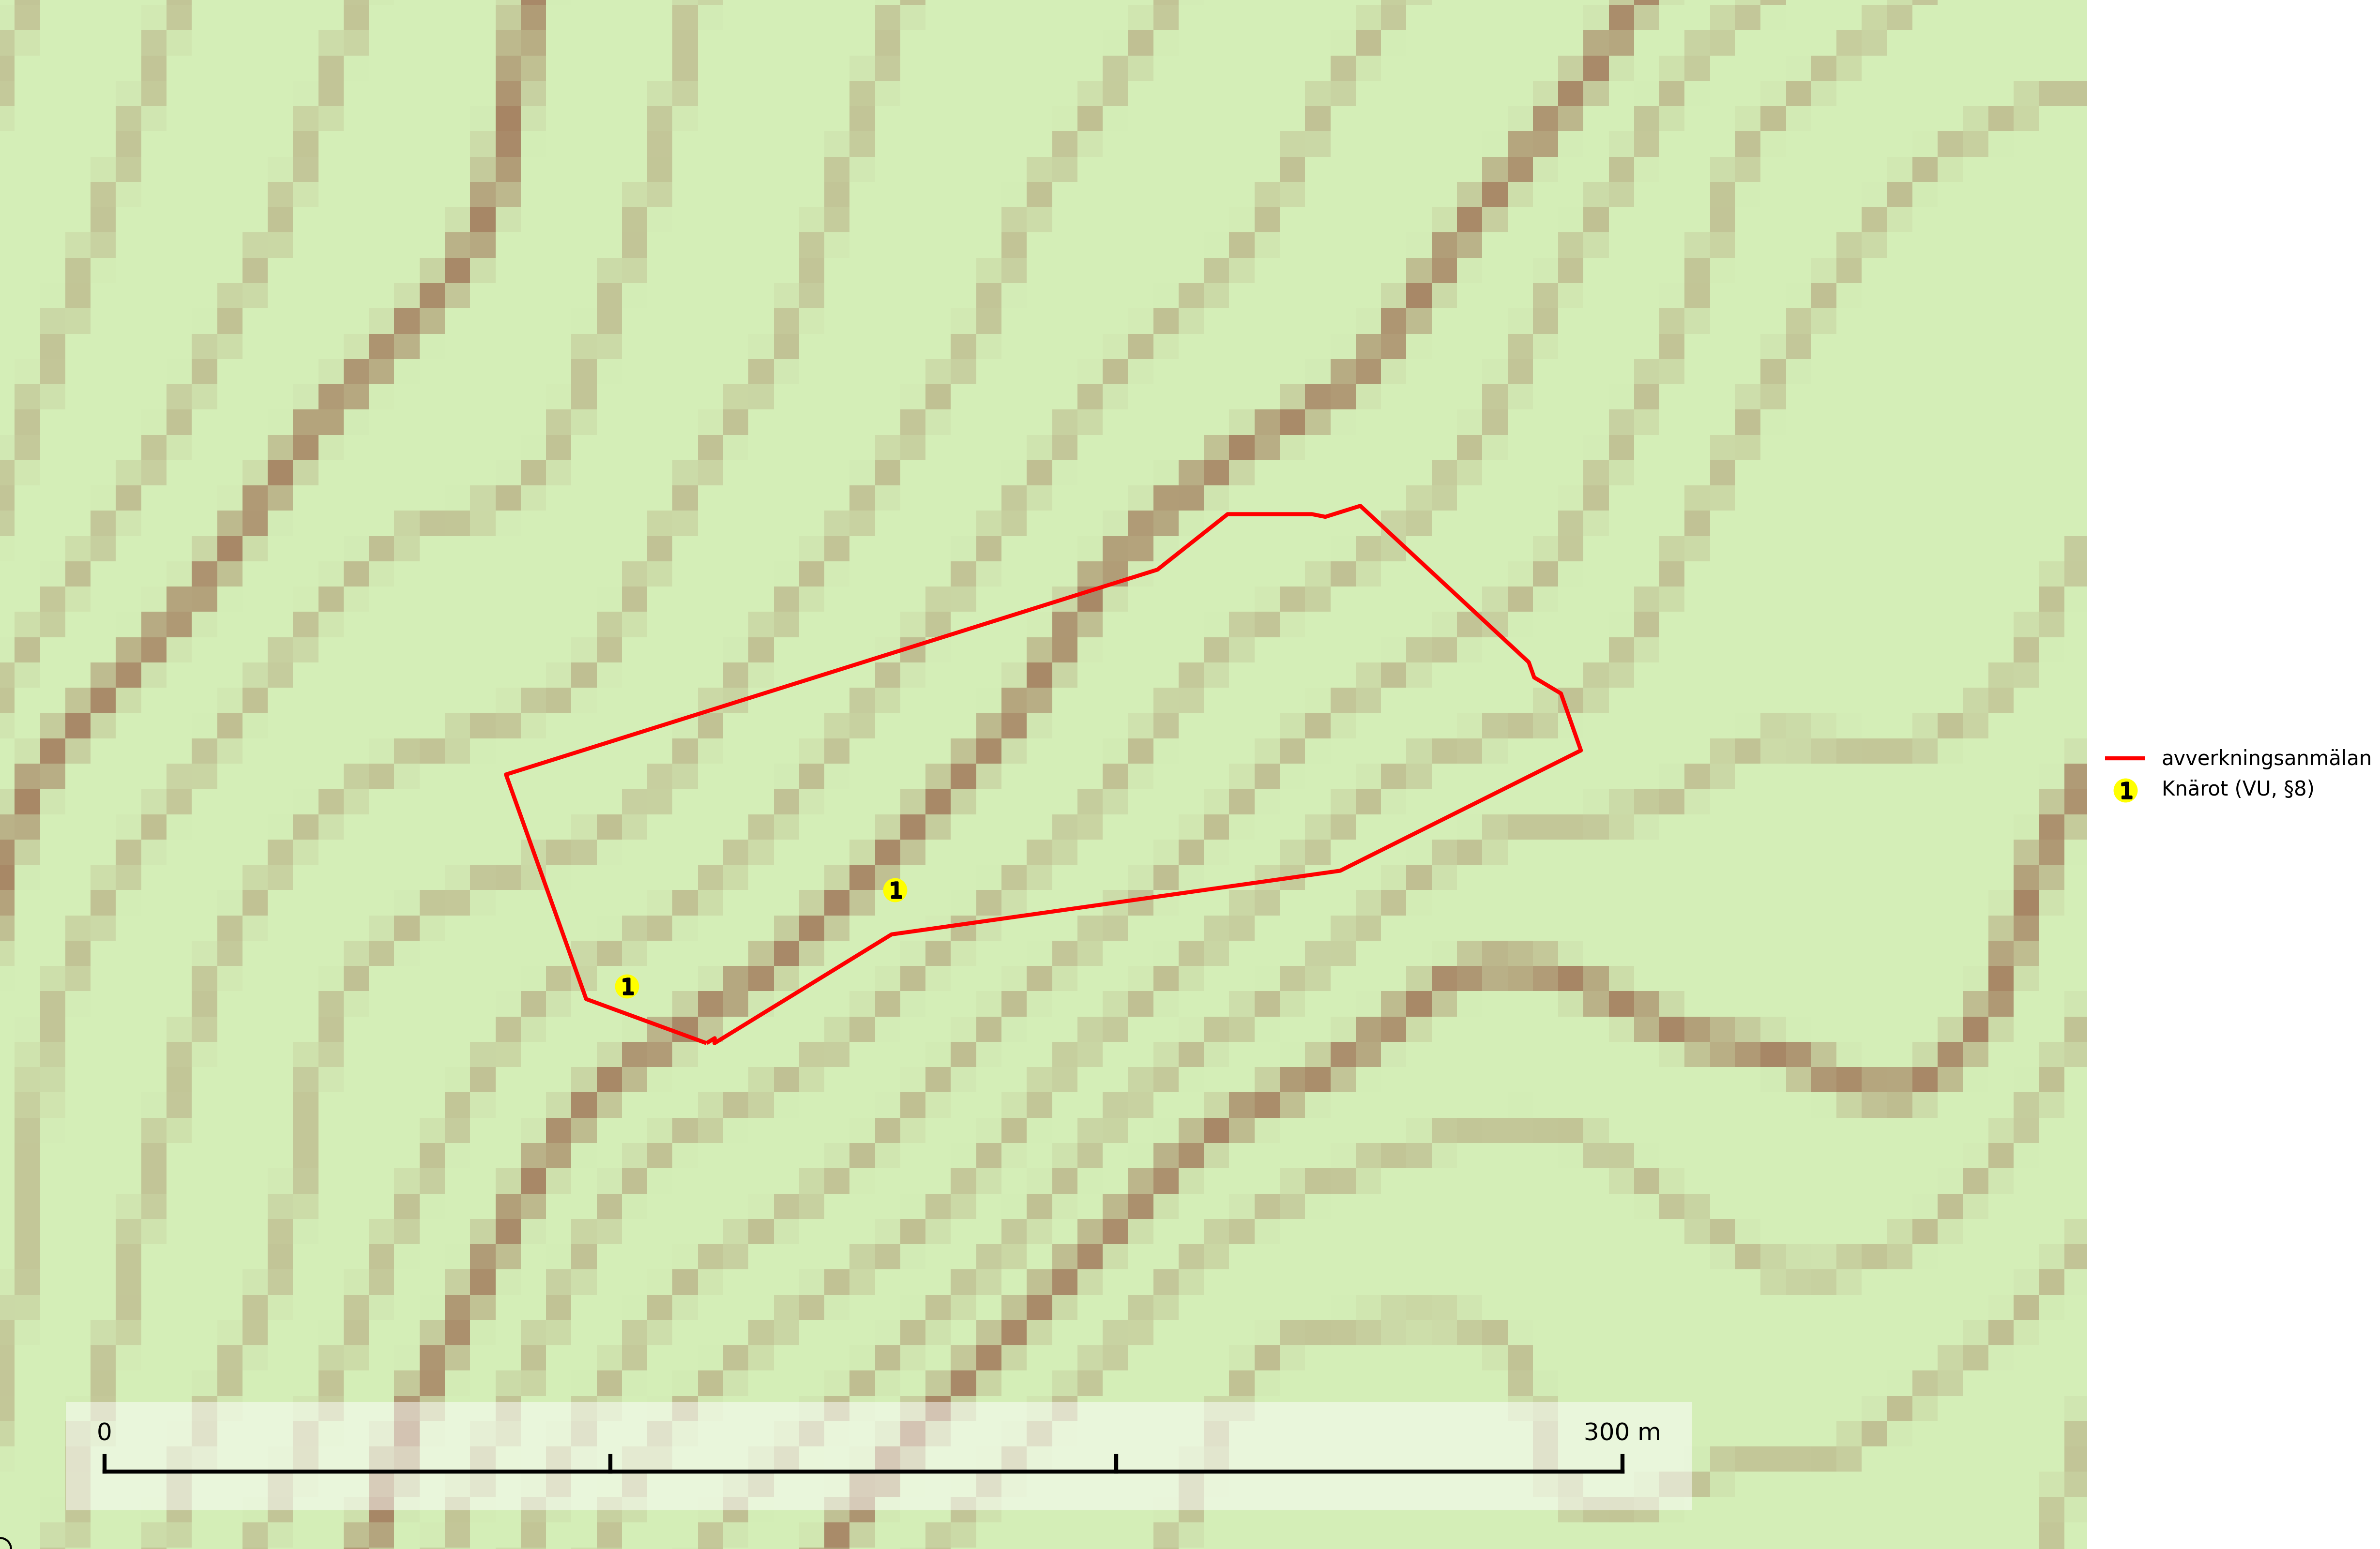 avverkningsanmälan
1 Knärot (VU, §8)
1
1
0 300 m